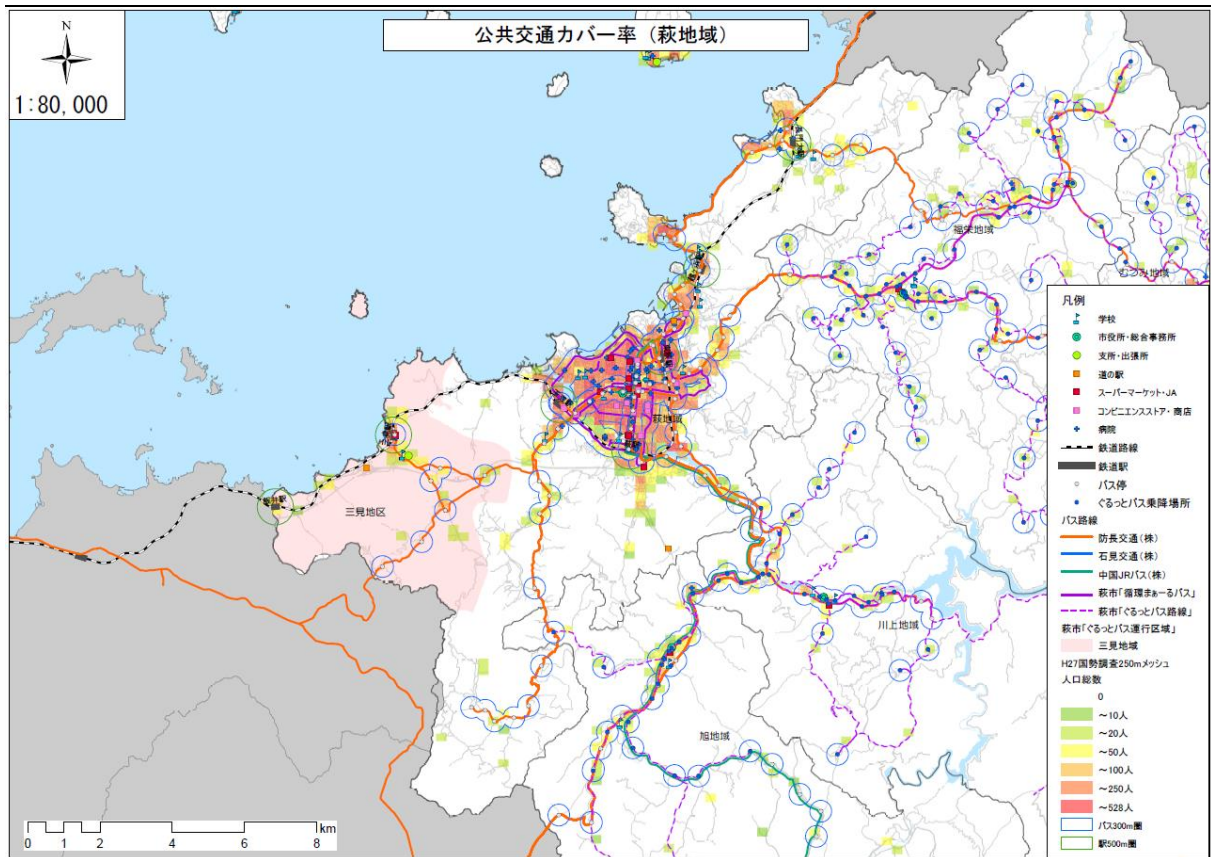 公共交通カバー率（萩地域）
N
1:80,000
福栄地域
むつみ地域
萩地域
三見地区
川上地域
旭地域
凡例
学校
市役所・総合事務所
支所・出張所
道の駅
スーパーマーケット・JA
コンビニエンスストア・商店
病院
鉄道路線
鉄道駅
バス停
ぐるっとバス乗降場所
バス路線
防長交通(株)
石見交通(株)
中国JRバス(株)
萩市「循環まぁーるバス」
萩市「ぐるっとバス路線」
萩市「ぐるっとバス運行区域」
三見地域
H27国勢調査250mメッシュ
人口総数
0
～10人
～20人
～50人
～100人
～250人
～528人
バス300m圏
駅500m圏
0 1 2 4 6 8 km